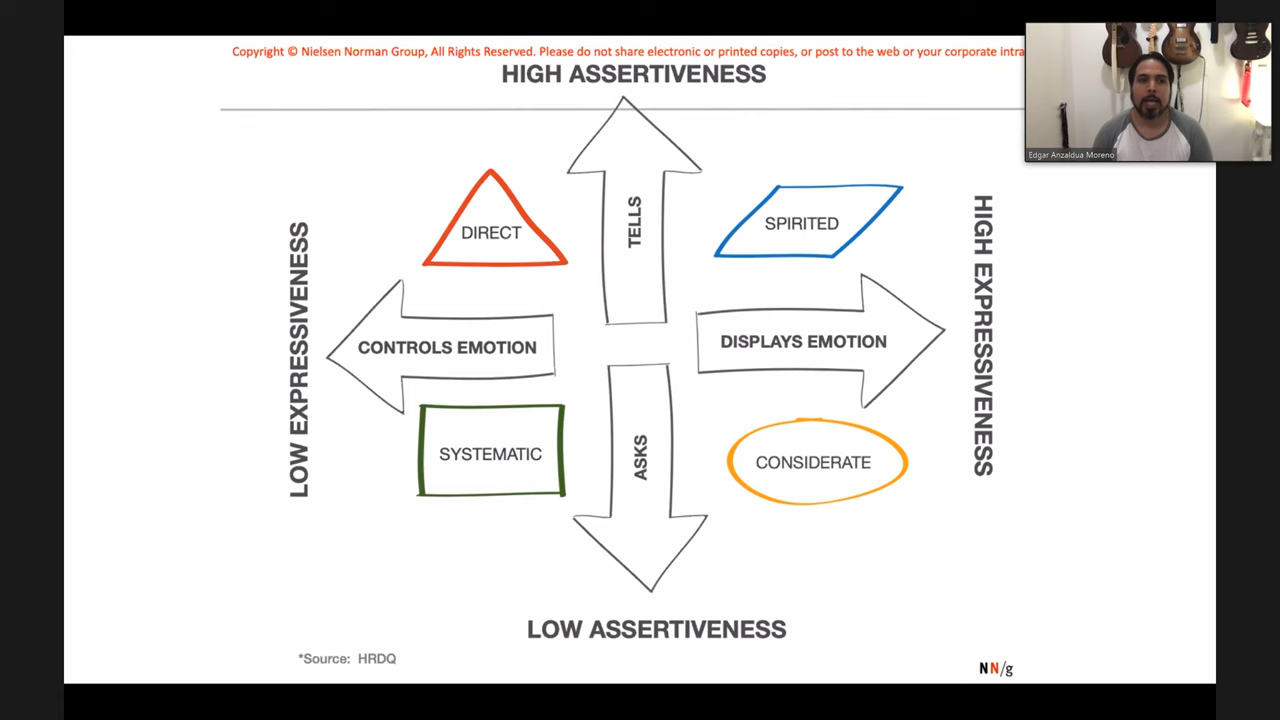 Copyright © Nielsen Norman Group, All Rights Reserved. Please do not share electronic or printed copies, or post to the web or your corporate intra
HIGH ASSERTIVENESS
Edgar Anzaldua Moreno
TELLS
DIRECT
SPIRITED
LOW EXPRESSIVENESS
HIGH EXPRESSIVENESS
CONTROLS EMOTION
DISPLAYS EMOTION
SYSTEMATIC
ASKS
CONSIDERATE
LOW ASSERTIVENESS
*Source: HRDQ
NN/g